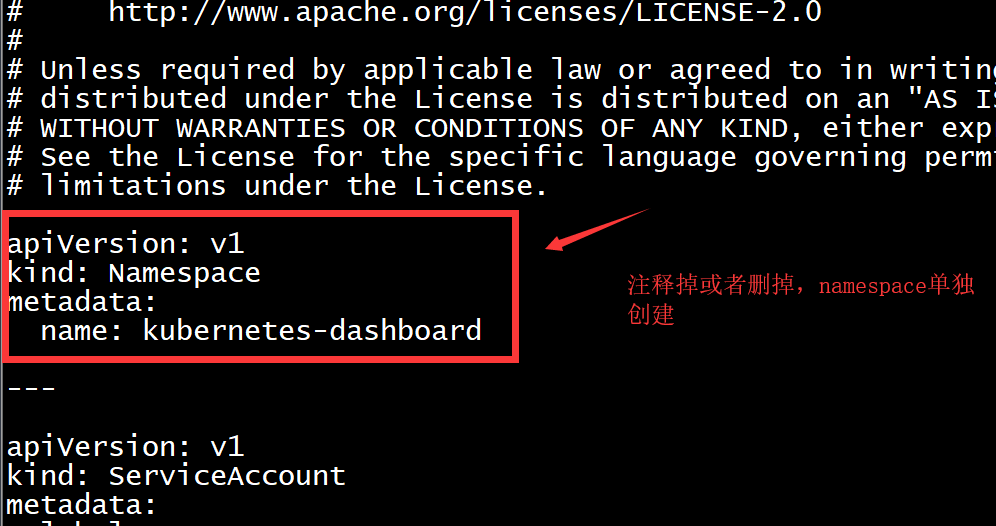 #     http://www.apache.org/licenses/LICENSE-2.0
#
# Unless required by applicable law or agreed to in writing
# distributed under the License is distributed on an "AS IS
# WITHOUT WARRANTIES OR CONDITIONS OF ANY KIND, either exp
# See the License for the specific language governing perm
# limitations under the License.
apiVersion: v1
kind: Namespace
metadata:
  name: kubernetes-dashboard
注释掉或者删掉，namespace单独
创建
---
apiVersion: v1
kind: ServiceAccount
metadata: